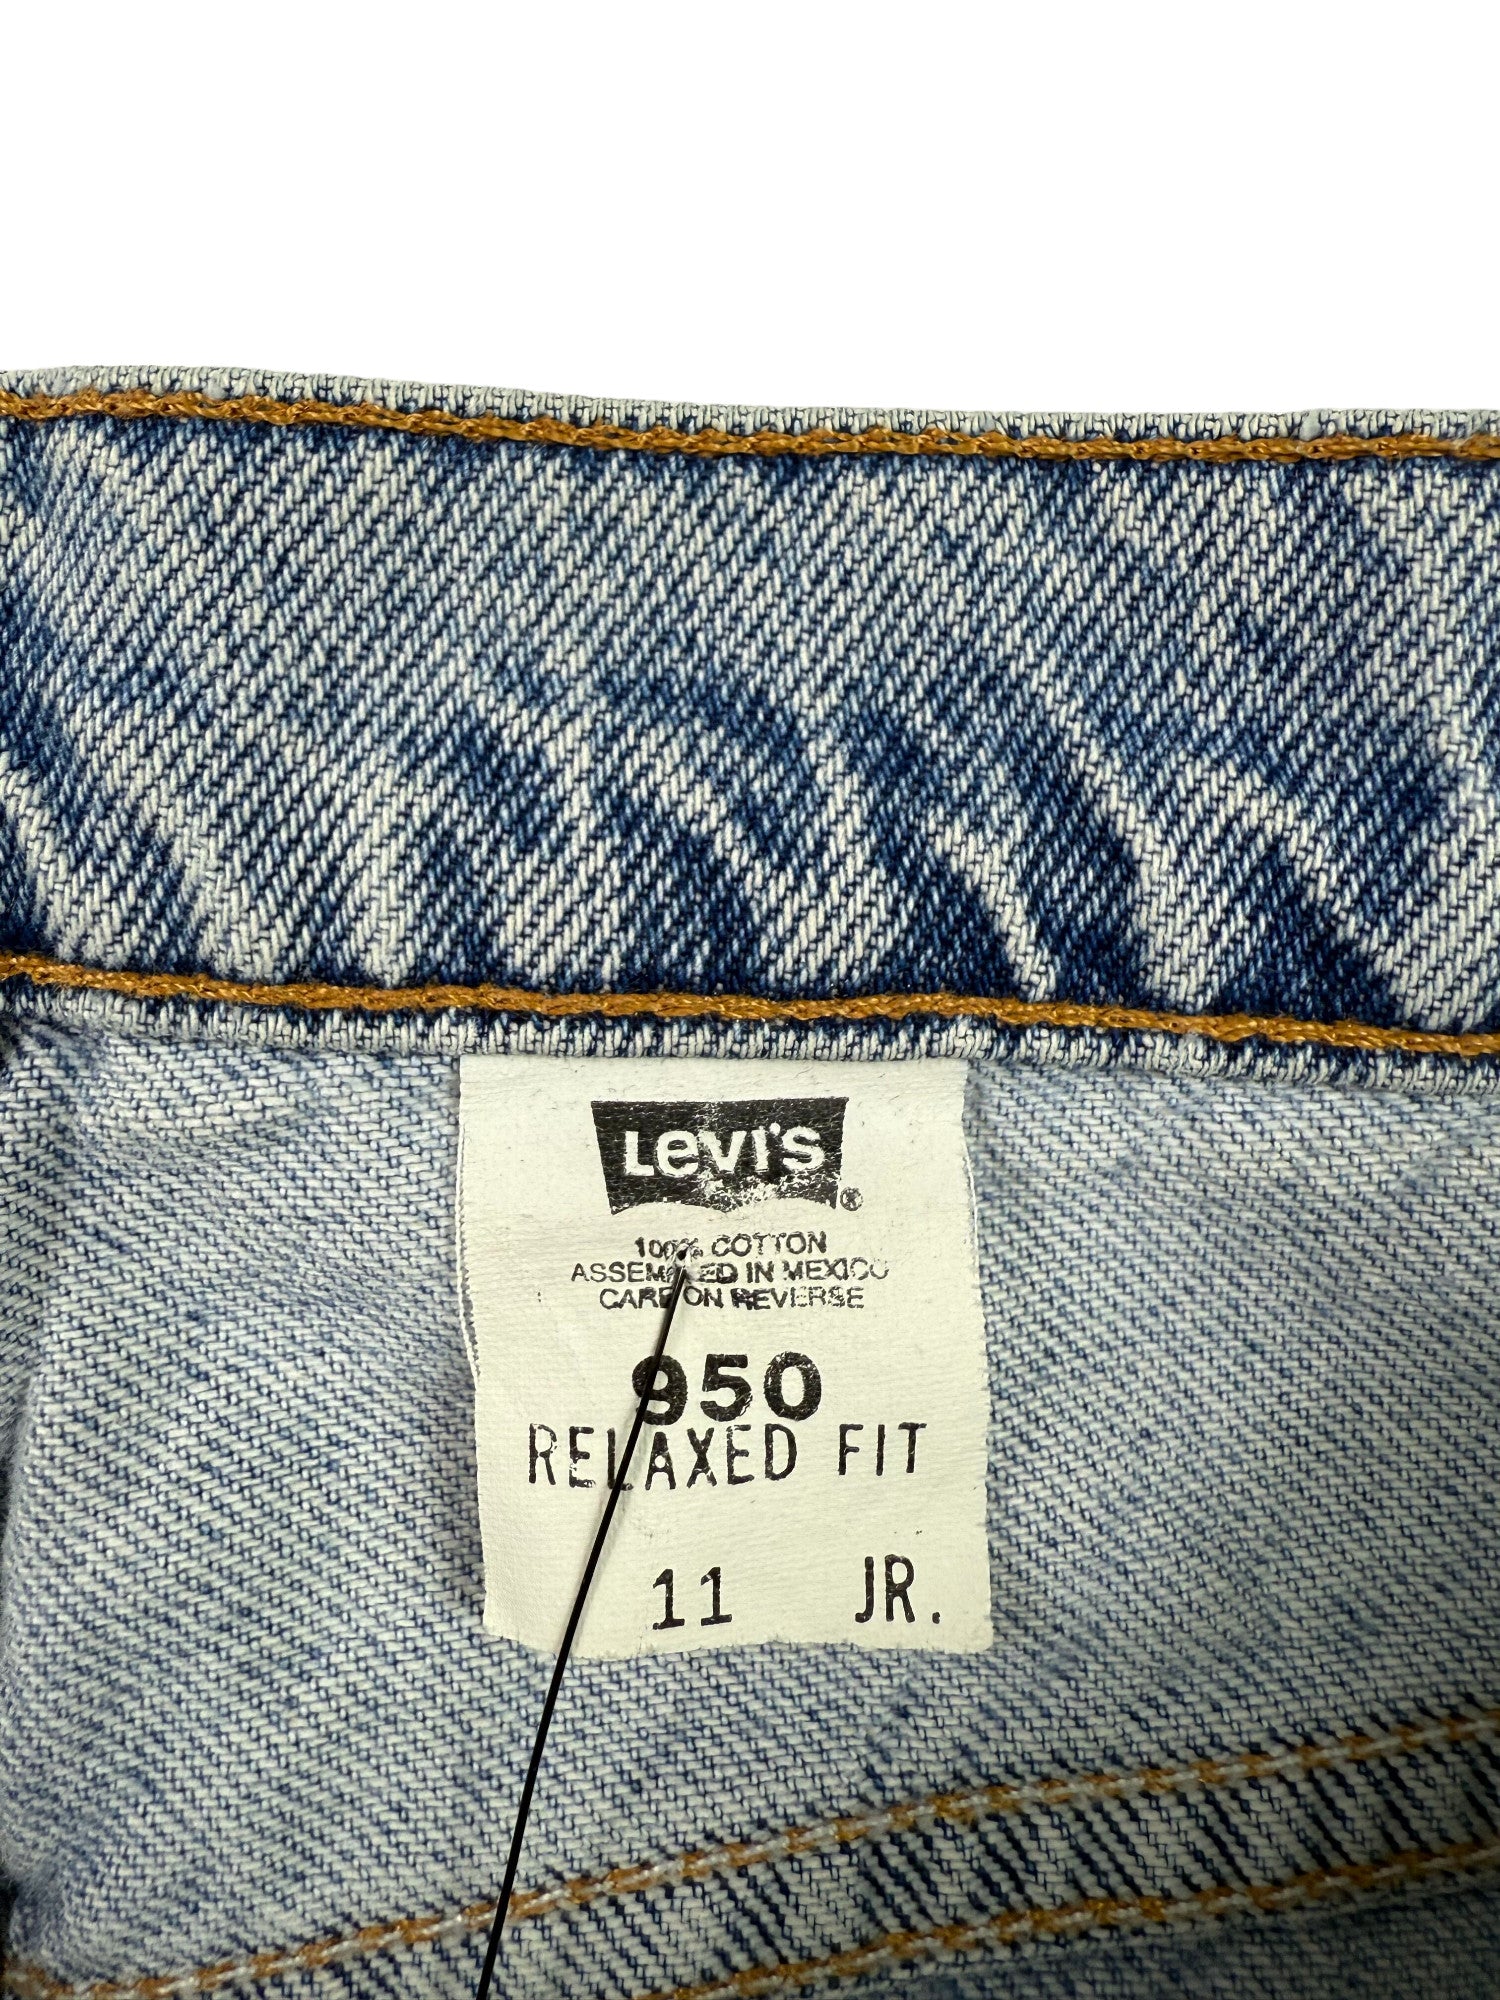 Levi's ®
100% COTTON
ASSEMBLED IN MEXICO
CARE ON REVERSE
950
RELAXED FIT
11 JR.